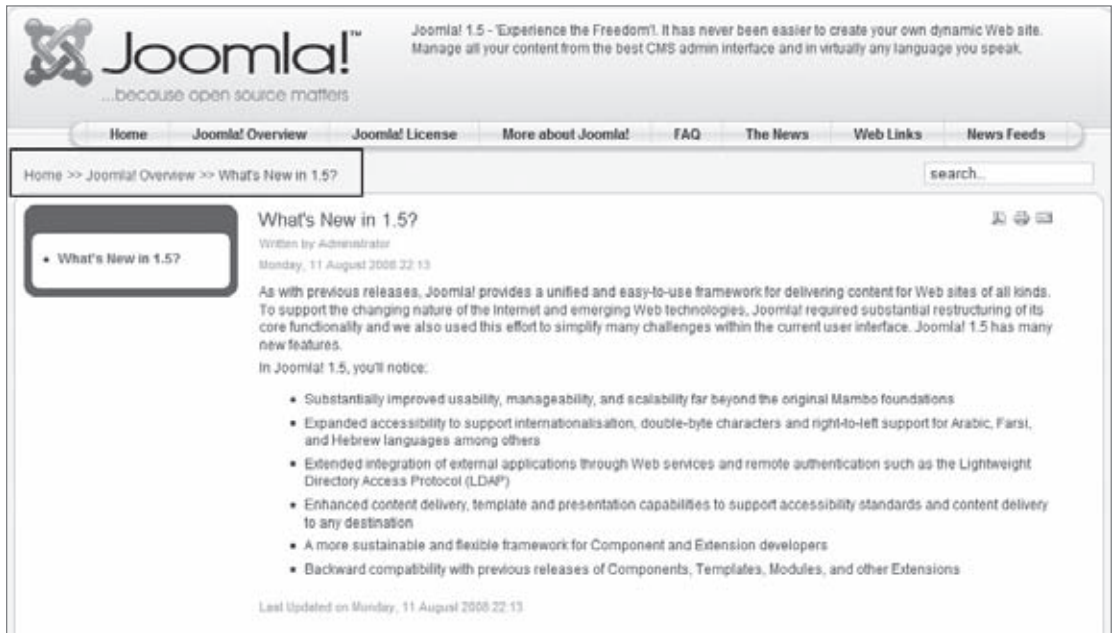 Joomla!™
...because open source matters
Joomla! 1.5 - 'Experience the Freedom'!. It has never been easier to create your own dynamic Web site.
Manage all your content from the best CMS admin interface and in virtually any language you speak.
Home Joomla! Overview Joomla! License More about Joomla! FAQ The News Web Links News Feeds
Home >> Joomla! Overview >> What's New in 1.5?
search...
What's New in 1.5?
What's New in 1.5?
Written by Administrator
Monday, 11 August 2008 22:13
As with previous releases, Joomla! provides a unified and easy-to-use framework for delivering content for Web sites of all kinds.
To support the changing nature of the Internet and emerging Web technologies, Joomla! required substantial restructuring of its
core functionality and we also used this effort to simplify many challenges within the current user interface. Joomla! 1.5 has many
new features.
In Joomla! 1.5, you'll notice:
Substantially improved usability, manageability, and scalability far beyond the original Mambo foundations
Expanded accessibility to support internationalisation, double-byte characters and right-to-left support for Arabic, Farsi,
and Hebrew languages among others
Extended integration of external applications through Web services and remote authentication such as the Lightweight
Directory Access Protocol (LDAP)
Enhanced content delivery, template and presentation capabilities to support accessibility standards and content delivery
to any destination
A more sustainable and flexible framework for Component and Extension developers
Backward compatibility with previous releases of Components, Templates, Modules, and other Extensions
Last Updated on Monday, 11 August 2008 22:13